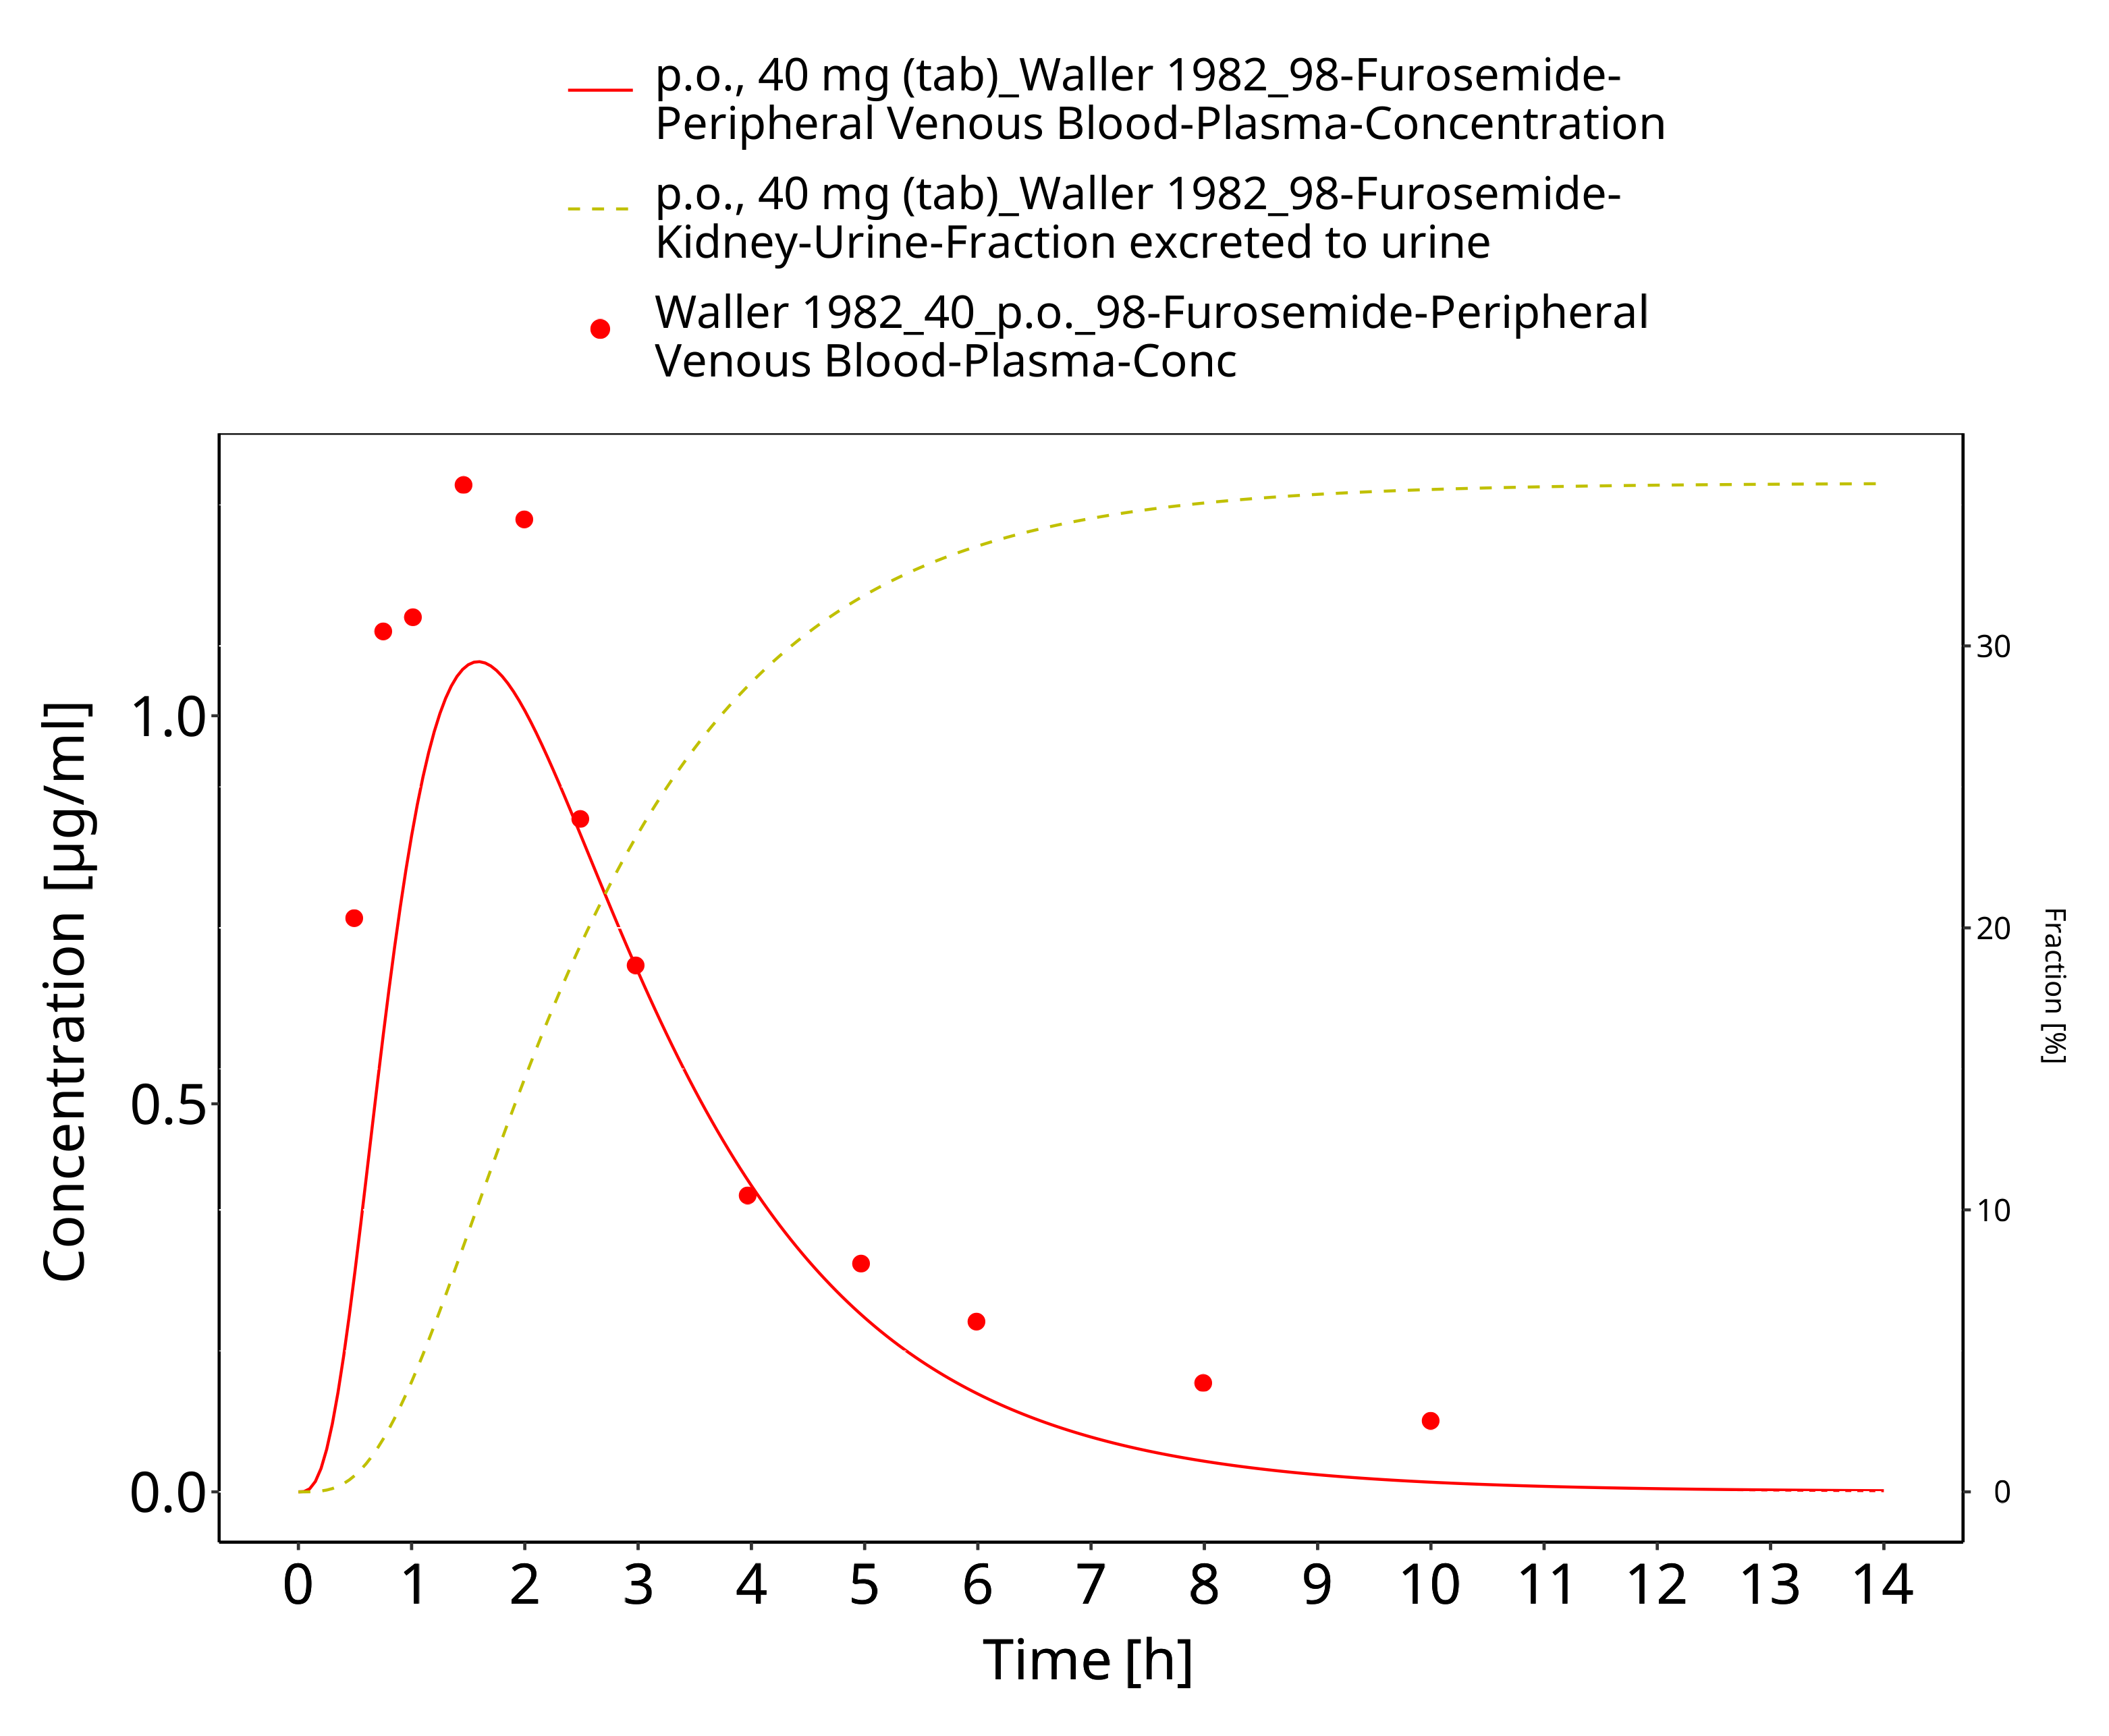 p.o., 40 mg (tab)_Waller 1982_98-Furosemide-
Peripheral Venous Blood-Plasma-Concentration
p.o., 40 mg (tab)_Waller 1982_98-Furosemide-
Kidney-Urine-Fraction excreted to urine
Waller 1982_40_p.o._98-Furosemide-Peripheral
Venous Blood-Plasma-Conc
Concentration [µg/ml]
1.0
0.5
0.0
30
20
10
0
Fraction [%]
0 1 2 3 4 5 6 7 8 9 10 11 12 13 14
Time [h]